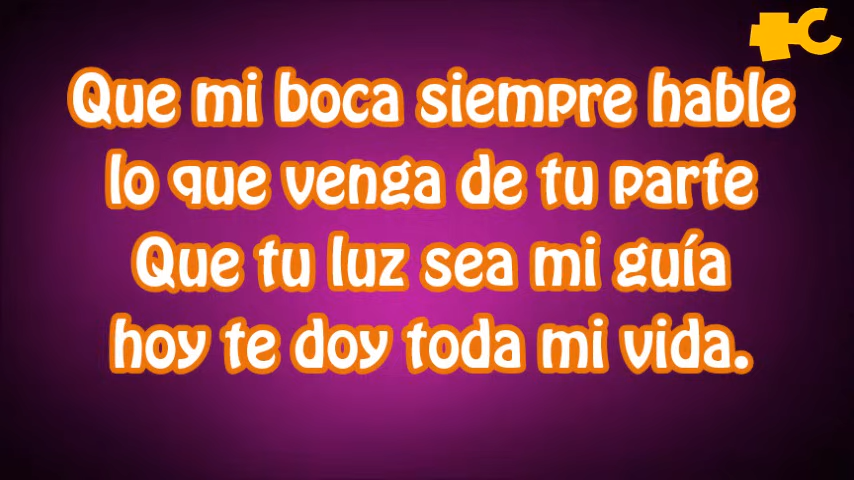 Que mi boca siempre hable
lo que venga de tu parte
Que tu luz sea mi guía
hoy te doy toda mi vida.